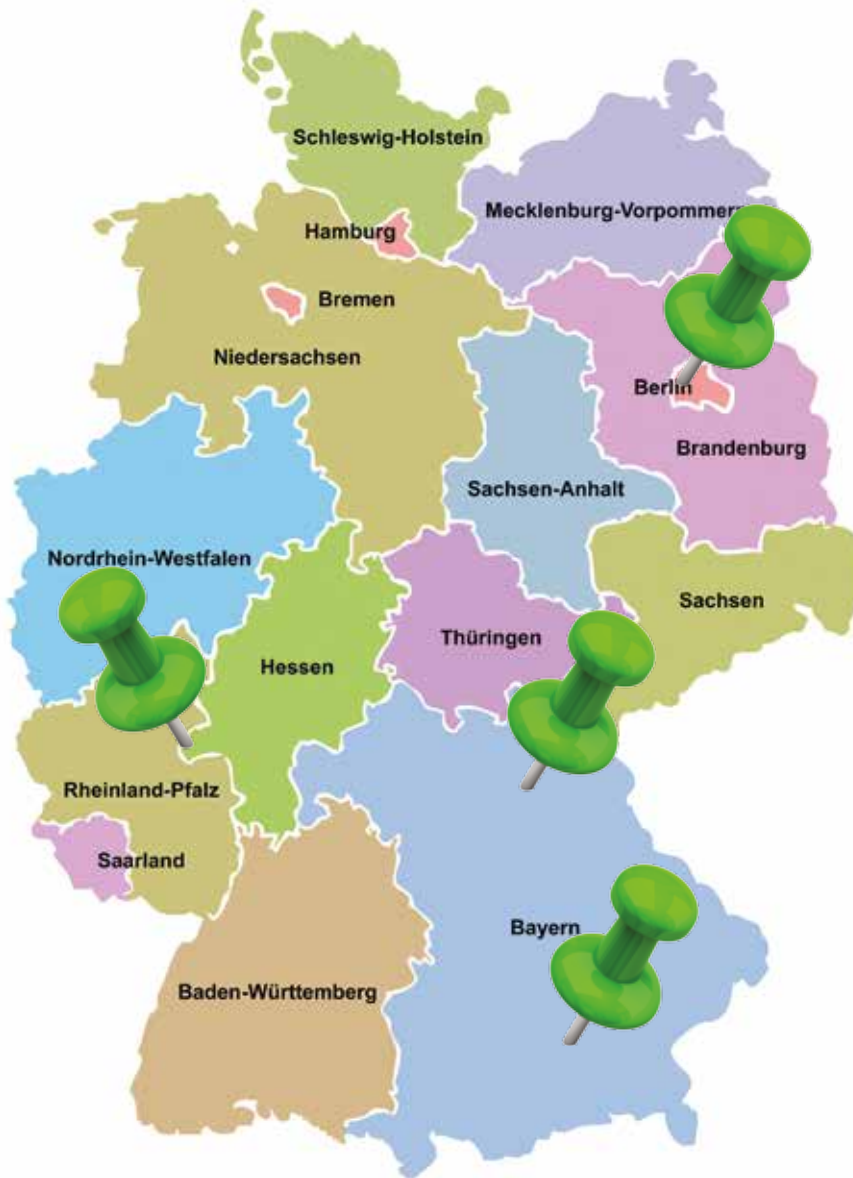 Schleswig-Holstein
Mecklenburg-Vorpommern
Hamburg
Bremen
Niedersachsen
Berlin
Brandenburg
Sachsen-Anhalt
Nordrhein-Westfalen
Sachsen
Thüringen
Hessen
Rheinland-Pfalz
Saarland
Bayern
Baden-Württemberg